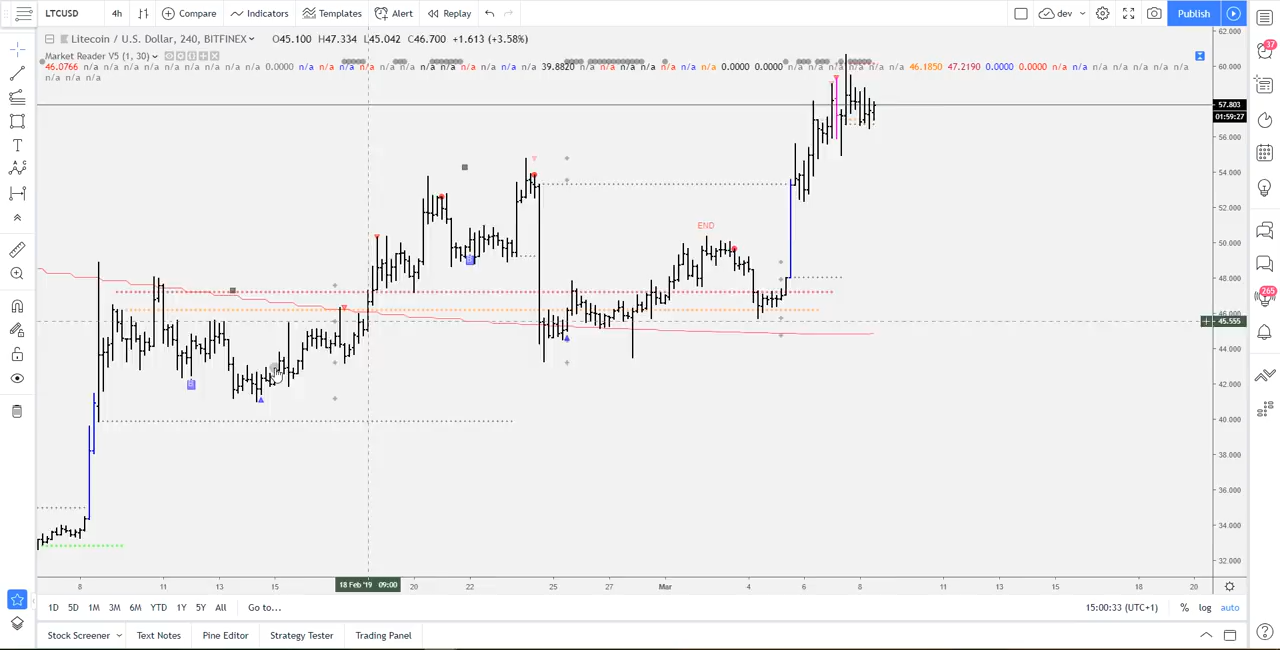 LTCUSD 4h Compare Indicators Templates Alert Replay dev Publish
Litecoin / U.S. Dollar, 240, BITFINEX O45.100 H47.334 L45.042 C46.700 +1.613 (+3.58%)
Market Reader V5 (1, 30)
46.0766 n/a n/a n/a n/a n/a n/a n/a n/a n/a 0.0000 n/a n/a n/a n/a n/a n/a n/a n/a n/a n/a n/a 39.8820 n/a n/a n/a n/a n/a n/a 0.0000 0.0000 n/a n/a n/a n/a n/a n/a 46.1850 47.2190 0.0000 0.0000 n/a n/a n/a n/a n/a n/a n/a
n/a n/a n/a
62.000
60.000
57.803
01:59:27
56.000
54.000
52.000
50.000
48.000
46.000
45.555
44.000
42.000
40.000
38.000
36.000
34.000
32.000
END
8 11 13 15 18 Feb '19 09:00 20 22 25 27 Mar 4 6 8 11 13 15 18 20
1D 5D 1M 3M 6M YTD 1Y 5Y All Go to... 15:00:33 (UTC+1) % log auto
Stock Screener Text Notes Pine Editor Strategy Tester Trading Panel
37
265